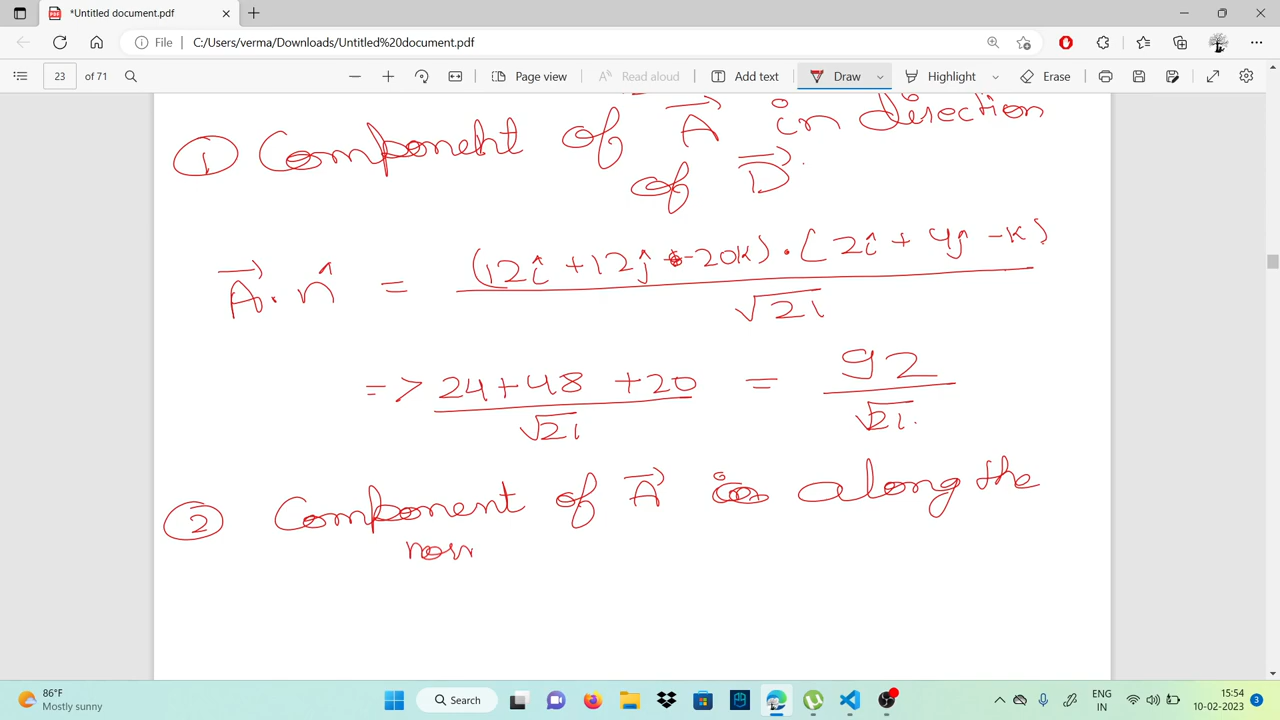 *Untitled document.pdf
File C:/Users/verma/Downloads/Untitled%20document.pdf
23 of 71 Page view Read aloud Add text Draw Highlight Erase
① Component of A⃗ in direction
of D⃗
A⃗ . n̂ = (12î + 12ĵ - 20k) . (2î + 4j - k) / √21
=> 24 + 48 + 20 / √21 = 92 / √21.
② Component of A⃗ along the
86°F
Mostly sunny
Search
ENG
IN
15:54
10-02-2023
3